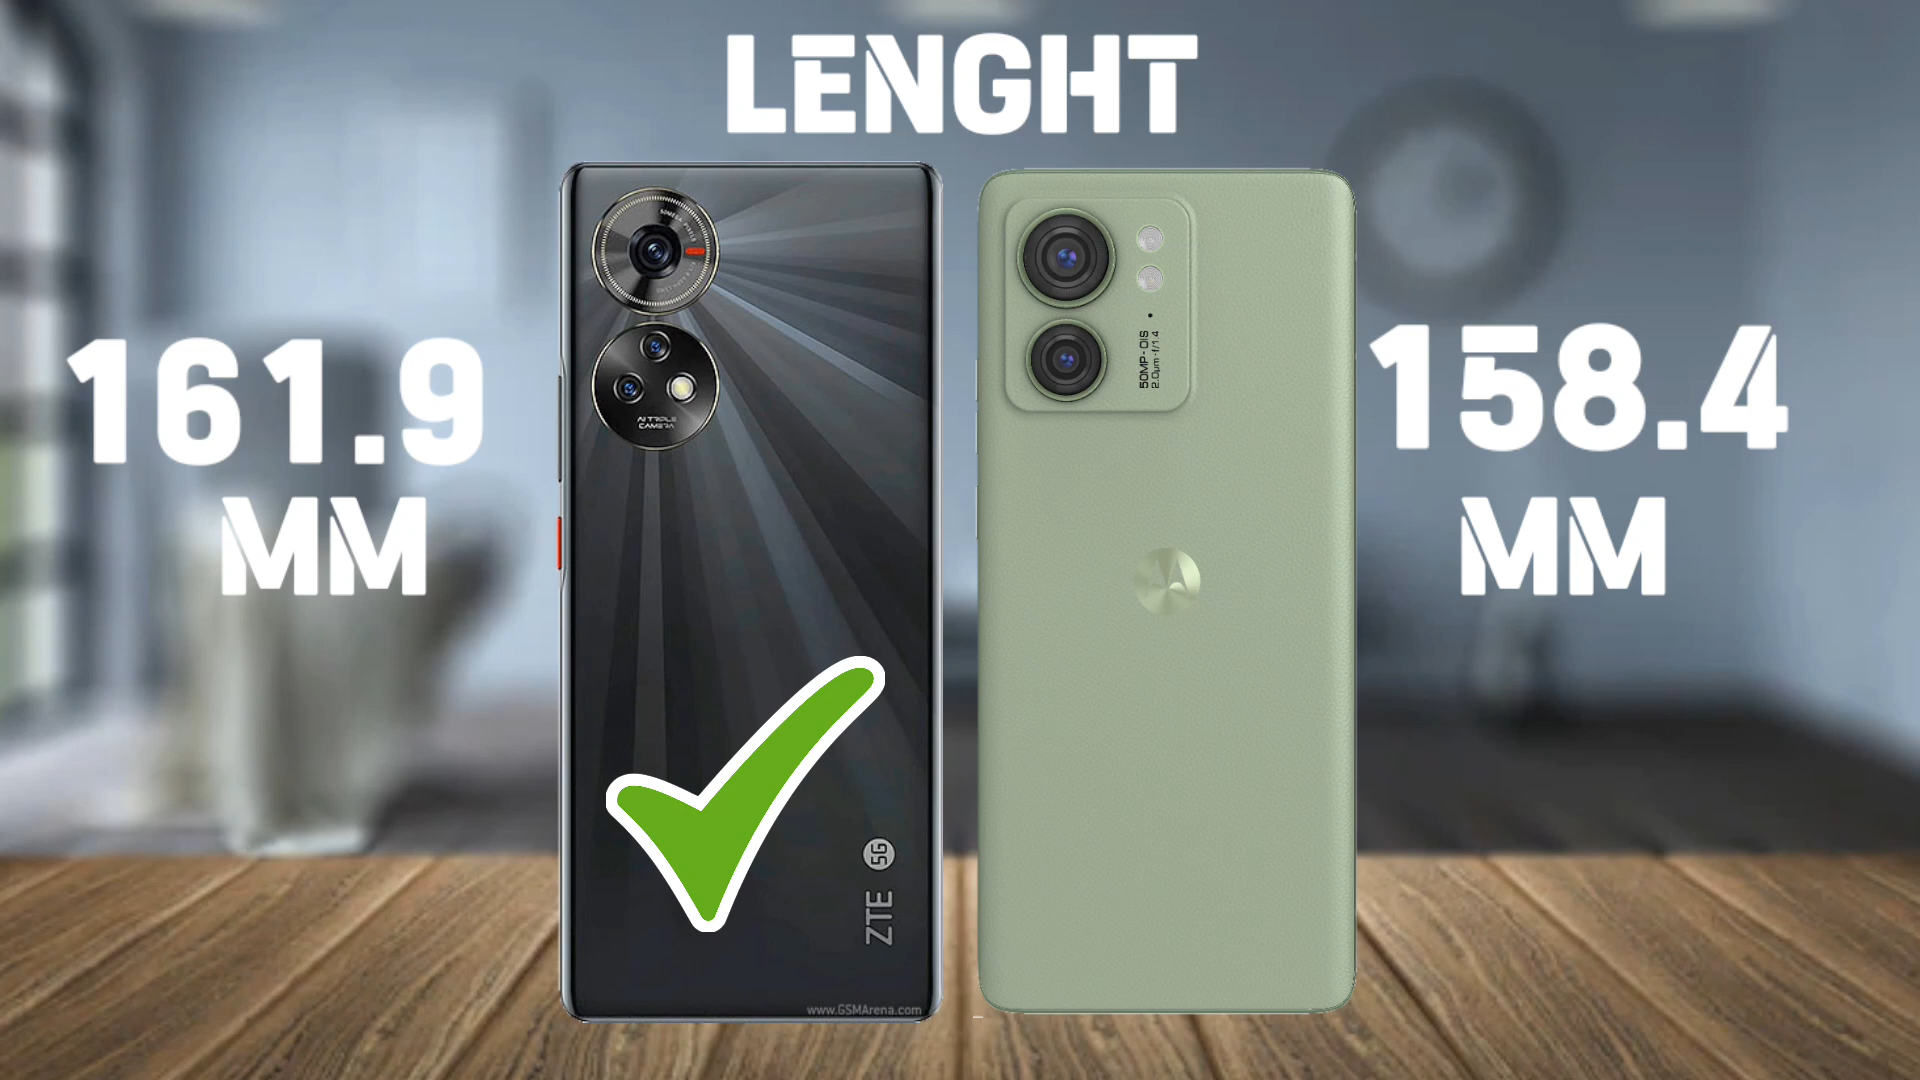 LENGHT
161.9
MM
158.4
MM
AI TRIPLE
CAMERA
50MP-OIS
2.0µm-f/1.4
ZTE 5G
www.GSMArena.com